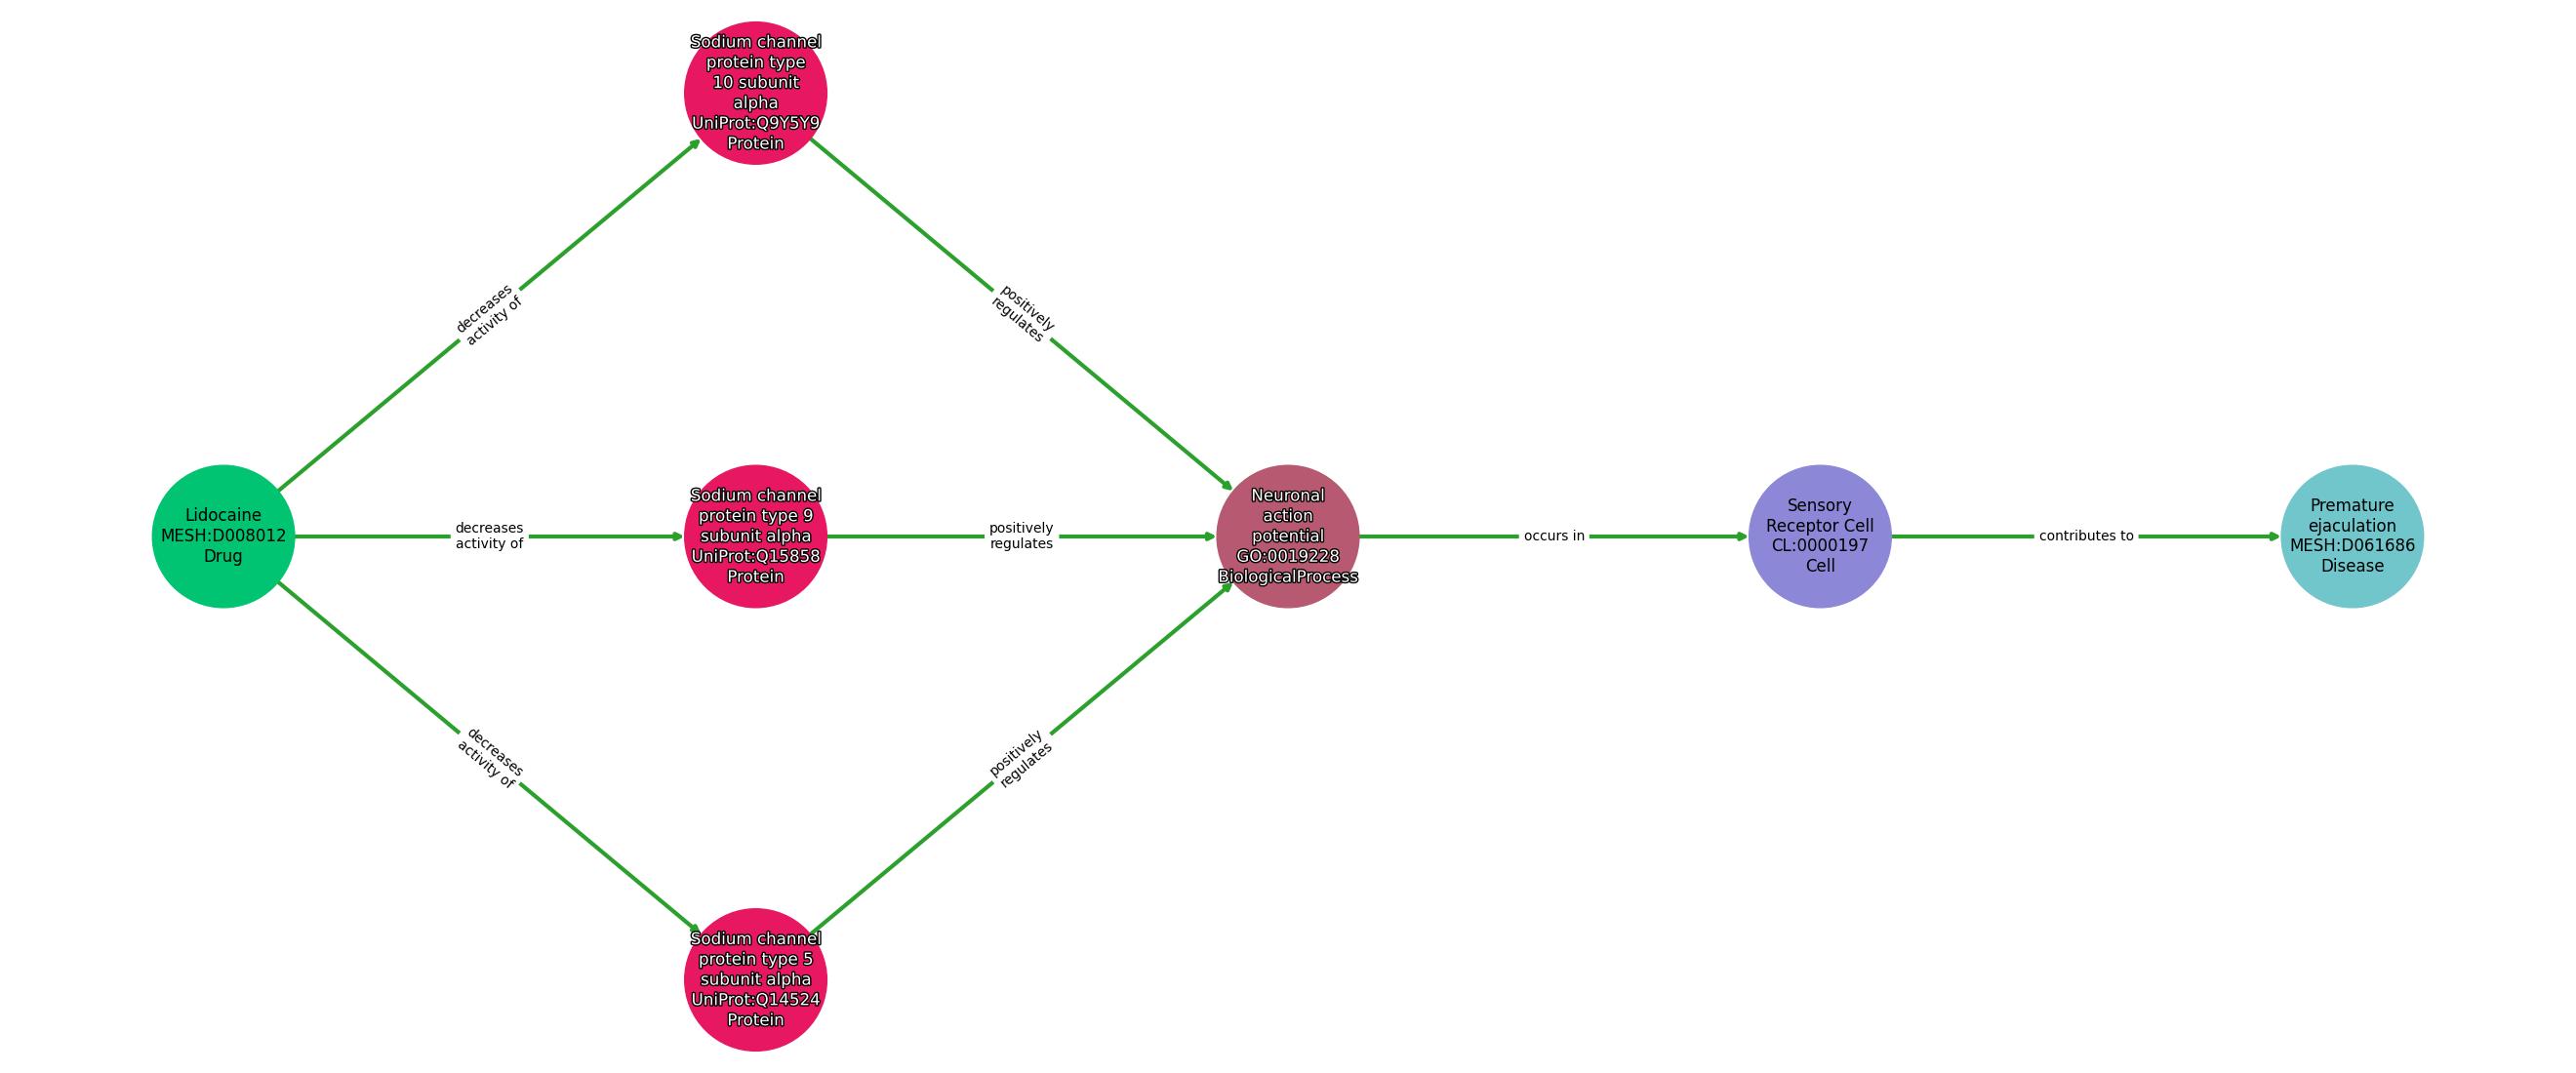 Sodium channel
protein type
10 subunit
alpha
UniProt:Q9Y5Y9
Protein
decreases
activity of
positively
regulates
Lidocaine
MESH:D008012
Drug
decreases
activity of
Sodium channel
protein type 9
subunit alpha
UniProt:Q15858
Protein
positively
regulates
Neuronal
action
potential
GO:0019228
BiologicalProcess
occurs in
Sensory
Receptor Cell
CL:0000197
Cell
contributes to
Premature
ejaculation
MESH:D061686
Disease
decreases
activity of
positively
regulates
Sodium channel
protein type 5
subunit alpha
UniProt:Q14524
Protein